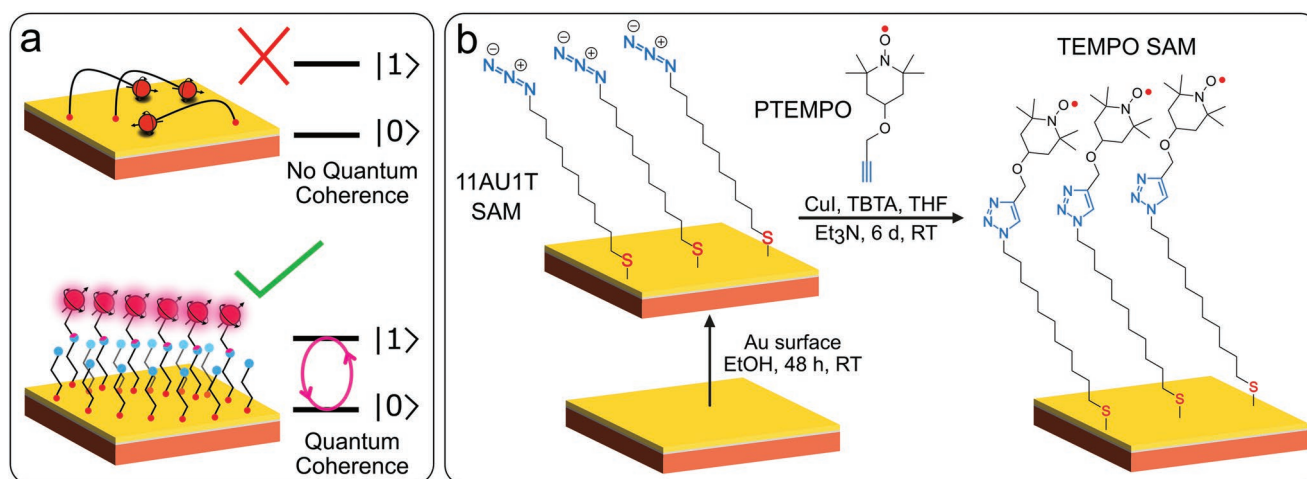 a
|1⟩
|0⟩
No Quantum
Coherence
|1⟩
|0⟩
Quantum
Coherence
b
⊖ ⊕
N=N=N
⊖ ⊕
N=N=N
⊖ ⊕
N=N=N
11AU1T
SAM
S
S
S
PTEMPO
O
N
O
CuI, TBTA, THF
Et3N, 6 d, RT
Au surface
EtOH, 48 h, RT
TEMPO SAM
N-O
N-O
N-O
O
O
O
N
N
N
N
N
N
N
N
N
S
S
S